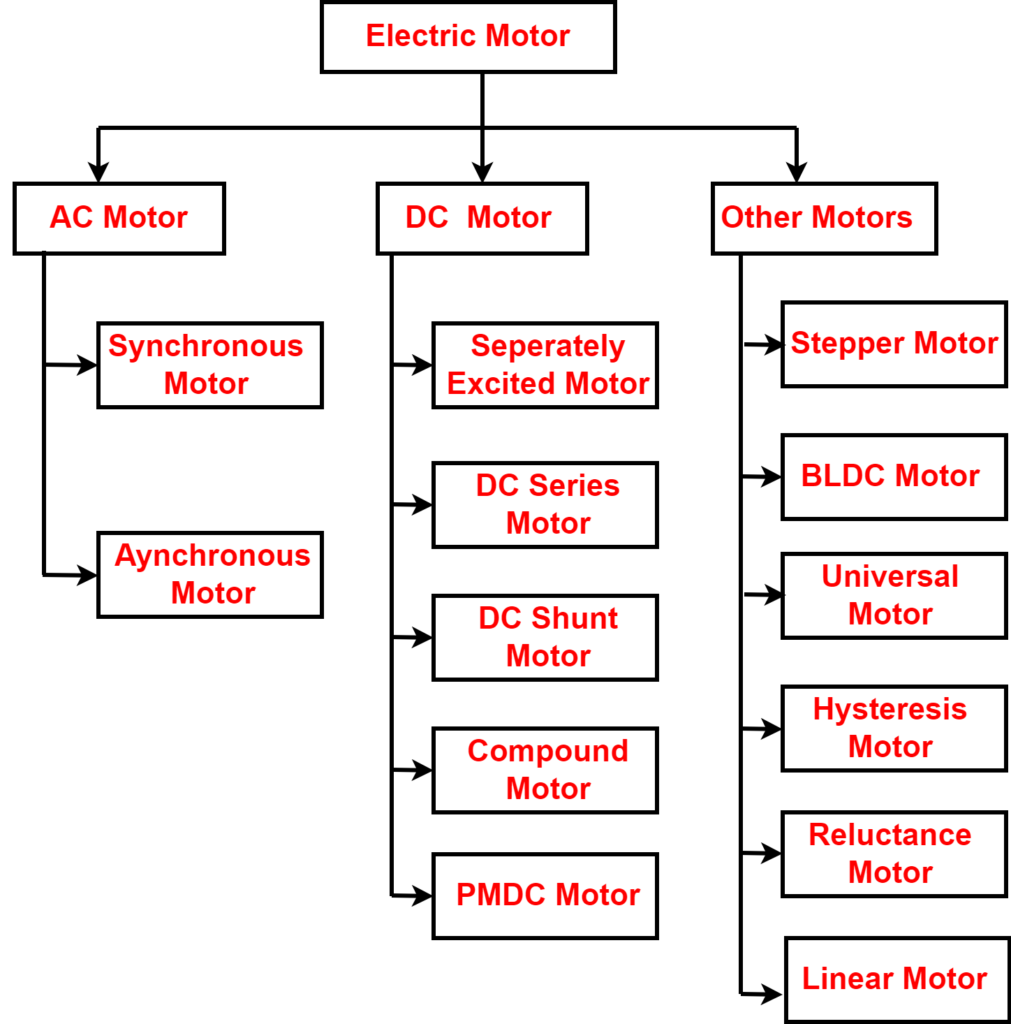 Electric Motor
AC Motor
DC Motor
Other Motors
Synchronous
Motor
Aynchronous
Motor
Seperately
Excited Motor
DC Series
Motor
DC Shunt
Motor
Compound
Motor
PMDC Motor
Stepper Motor
BLDC Motor
Universal
Motor
Hysteresis
Motor
Reluctance
Motor
Linear Motor